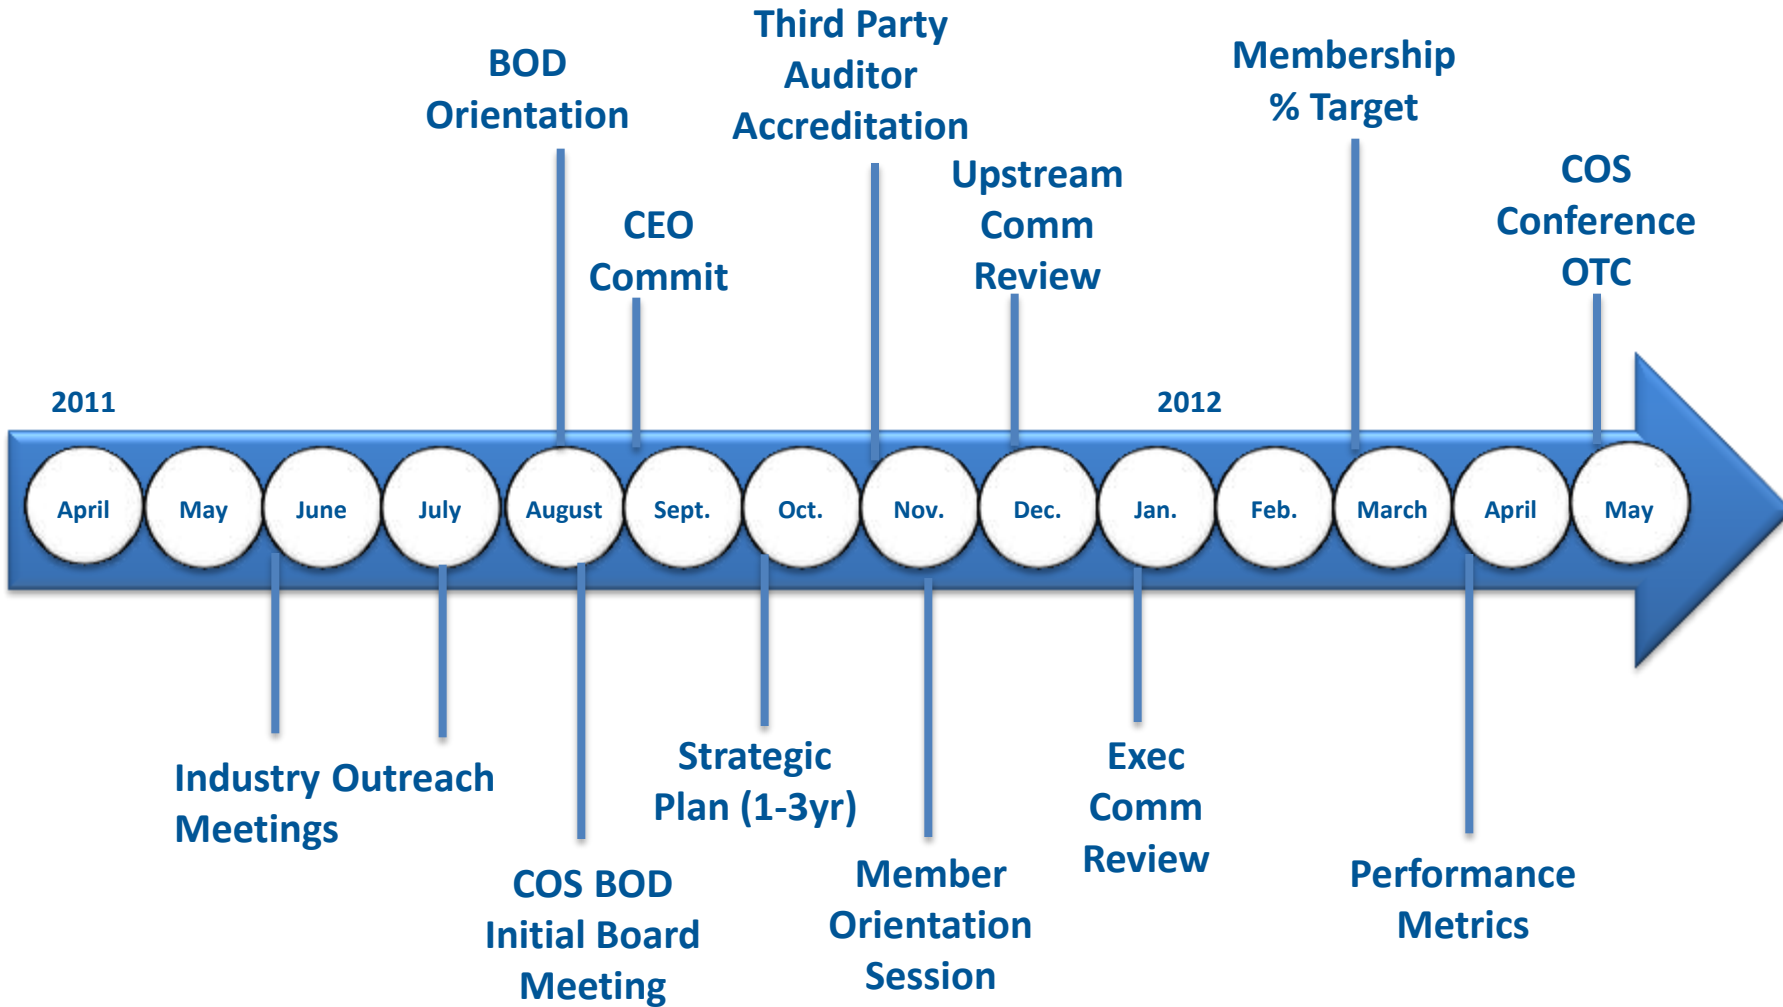 Third Party
Auditor
Accreditation
BOD
Orientation
Membership
% Target
Upstream
Comm
Review
COS
Conference
OTC
CEO
Commit
2011
2012
April
May
June
July
August
Sept.
Oct.
Nov.
Dec.
Jan.
Feb.
March
April
May
Industry Outreach
Meetings
Strategic
Plan (1-3yr)
Exec
Comm
Review
COS BOD
Initial Board
Meeting
Member
Orientation
Session
Performance
Metrics